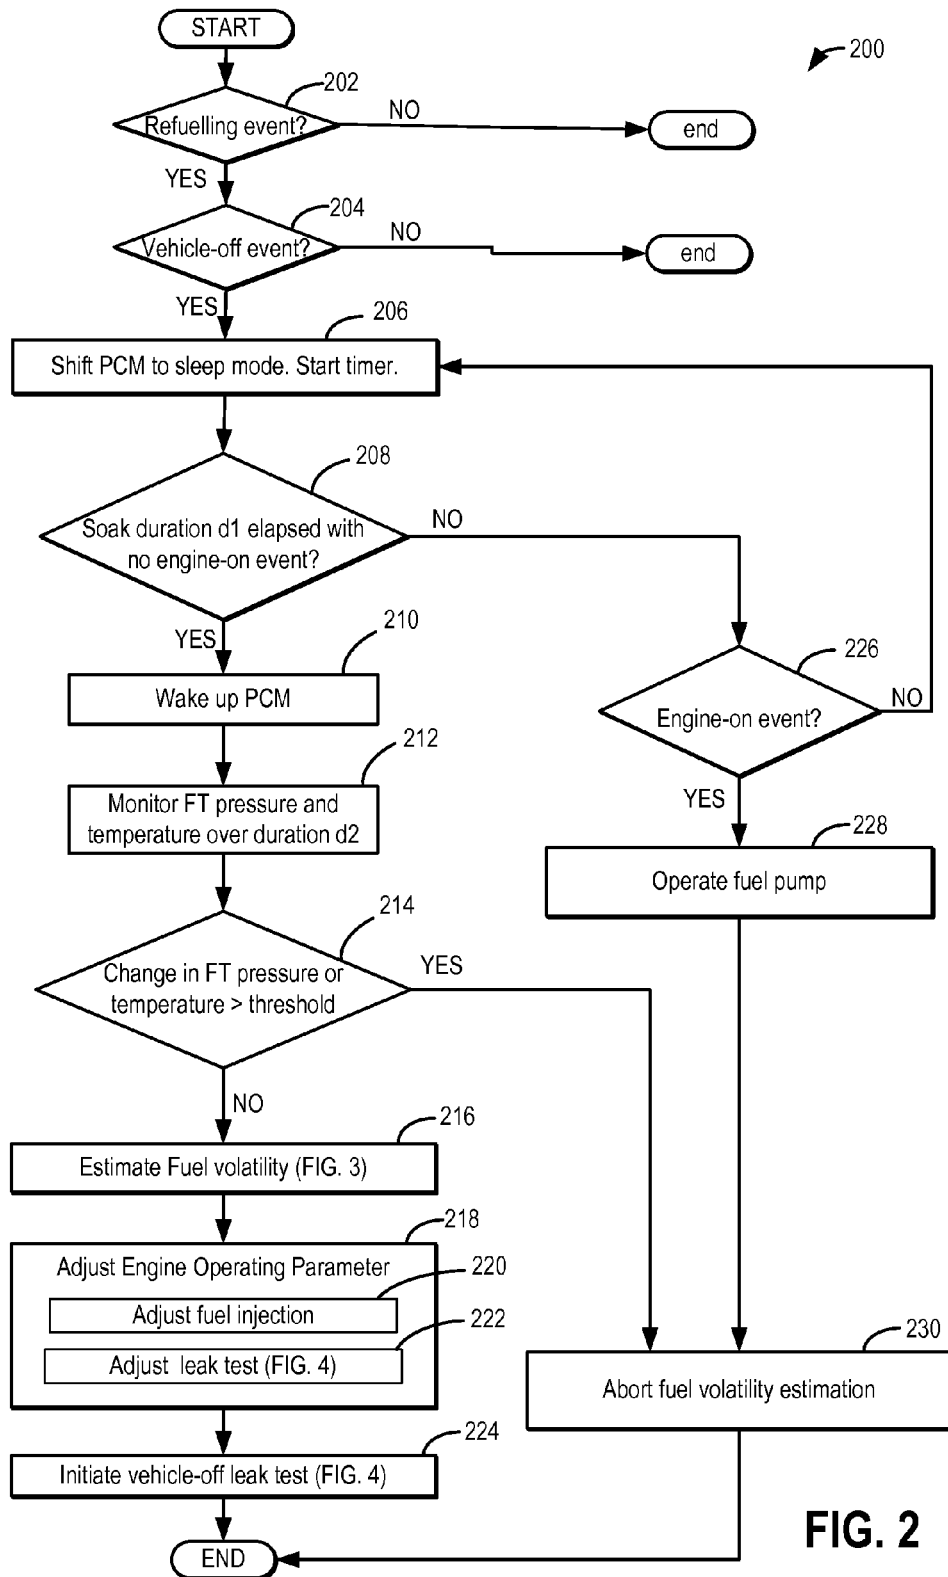 START
200
202
Refuelling event?
NO
end
YES
204
Vehicle-off event?
NO
end
YES
206
Shift PCM to sleep mode. Start timer.
208
Soak duration d1 elapsed with
no engine-on event?
NO
YES
210
Wake up PCM
226
Engine-on event?
NO
212
Monitor FT pressure and
temperature over duration d2
YES
228
Operate fuel pump
214
Change in FT pressure or
temperature > threshold
YES
NO
216
Estimate Fuel volatility (FIG. 3)
218
Adjust Engine Operating Parameter
220
Adjust fuel injection
222
Adjust leak test (FIG. 4)
230
Abort fuel volatility estimation
224
Initiate vehicle-off leak test (FIG. 4)
END
FIG. 2